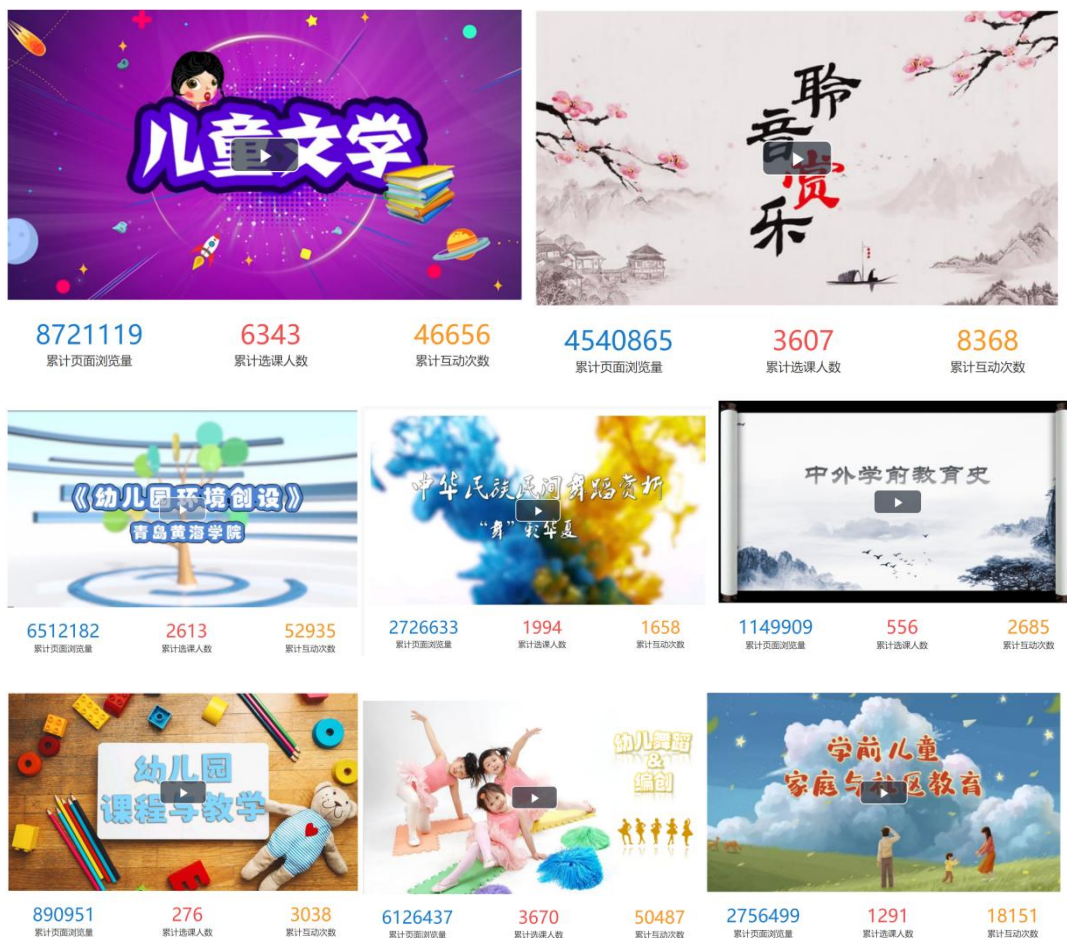 儿童文学
聆
音
赏
乐
8721119
6343
46656
累计页面浏览量
累计选课人数
累计互动次数
4540865
3607
8368
累计页面浏览量
累计选课人数
累计互动次数
《幼儿园环境创设》
青岛黄海学院
中华民族民间舞蹈赏析
“舞”彩华夏
中外学前教育史
6512182
2613
52935
累计页面浏览量
累计选课人数
累计互动次数
2726633
1994
1658
累计页面浏览量
累计选课人数
累计互动次数
1149909
556
2685
累计页面浏览量
累计选课人数
累计互动次数
幼儿园
课程与教学
幼儿舞蹈
&
编创
学前儿童
家庭与社区教育
890951
276
3038
累计页面浏览量
累计选课人数
累计互动次数
6126437
3670
50487
累计页面浏览量
累计选课人数
累计互动次数
2756499
1291
18151
累计页面浏览量
累计选课人数
累计互动次数